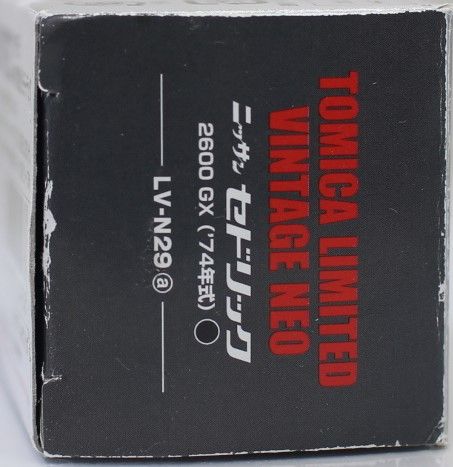 TOMICA LIMITED
VINTAGE NEO
ニッサン セドリック
2600 GX ('74年式)
LV-N29 ⓐ